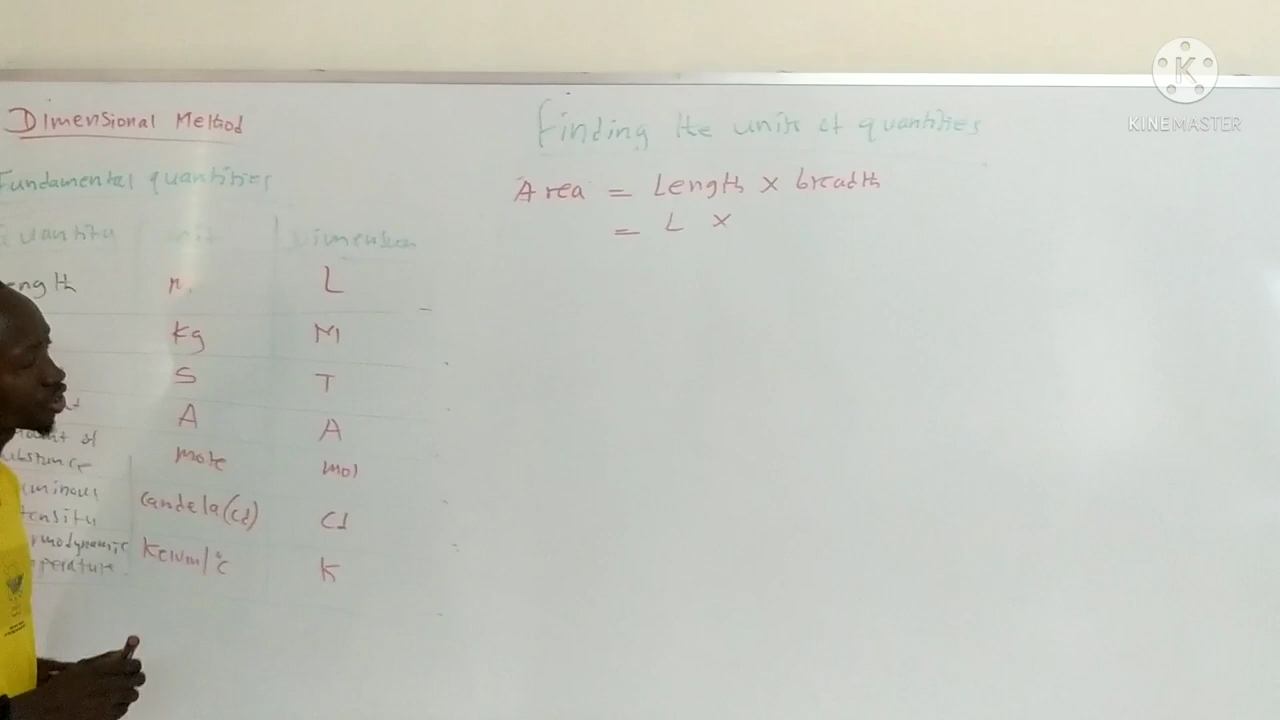 KINEMASTER
Dimensional Method
Finding the units of quantities
Fundamental quantities
Area = Length × breadth
= L ×
Dimension
m L
Kg M
S T
A A
mole mol
Candela(Cd) Cd
Kelvin/°C K